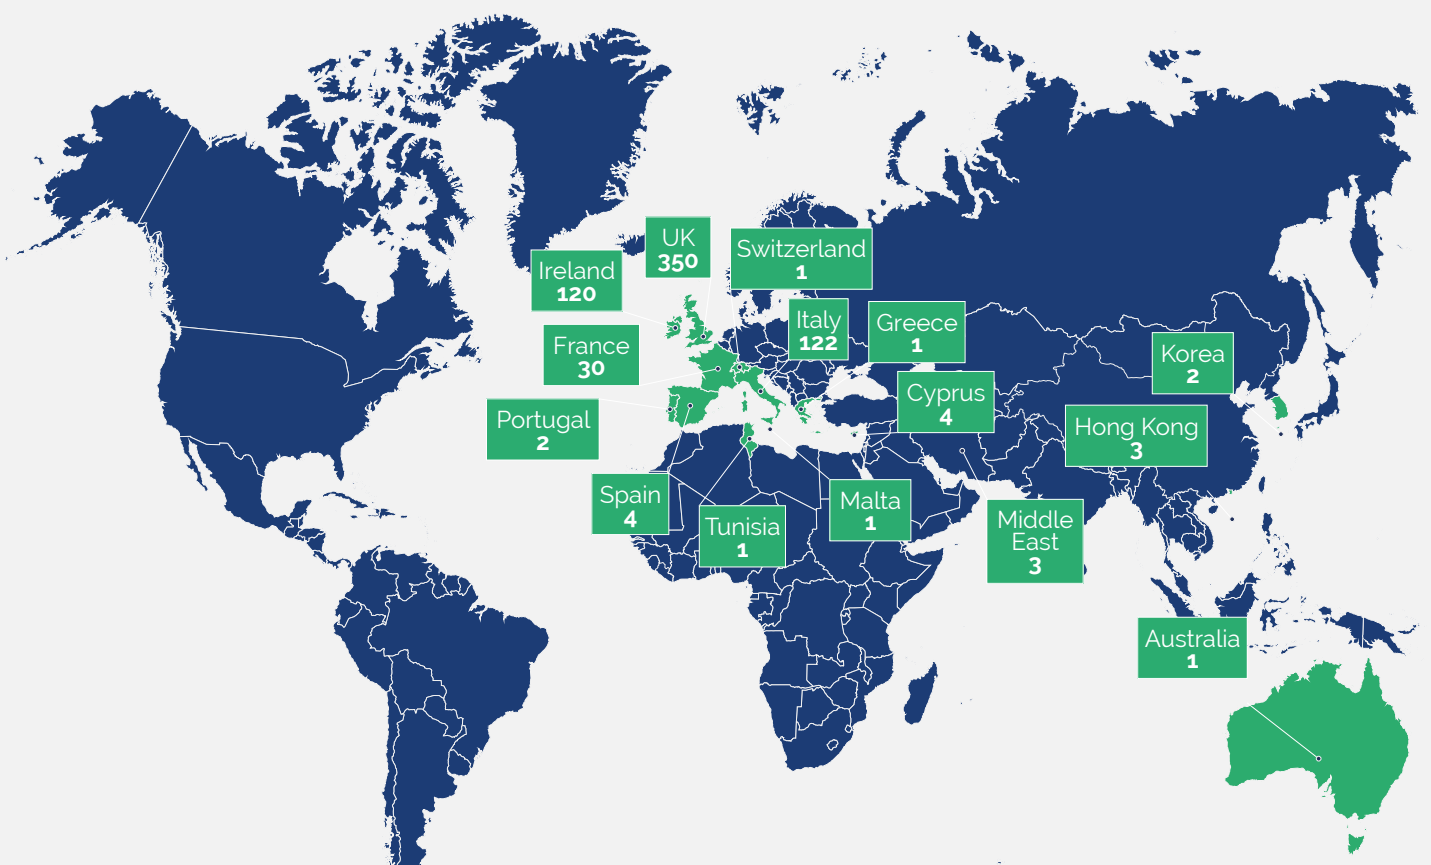 UK
350
Switzerland
1
Ireland
120
Italy
122
Greece
1
France
30
Korea
2
Cyprus
4
Portugal
2
Hong Kong
3
Spain
4
Malta
1
Tunisia
1
Middle
East
3
Australia
1